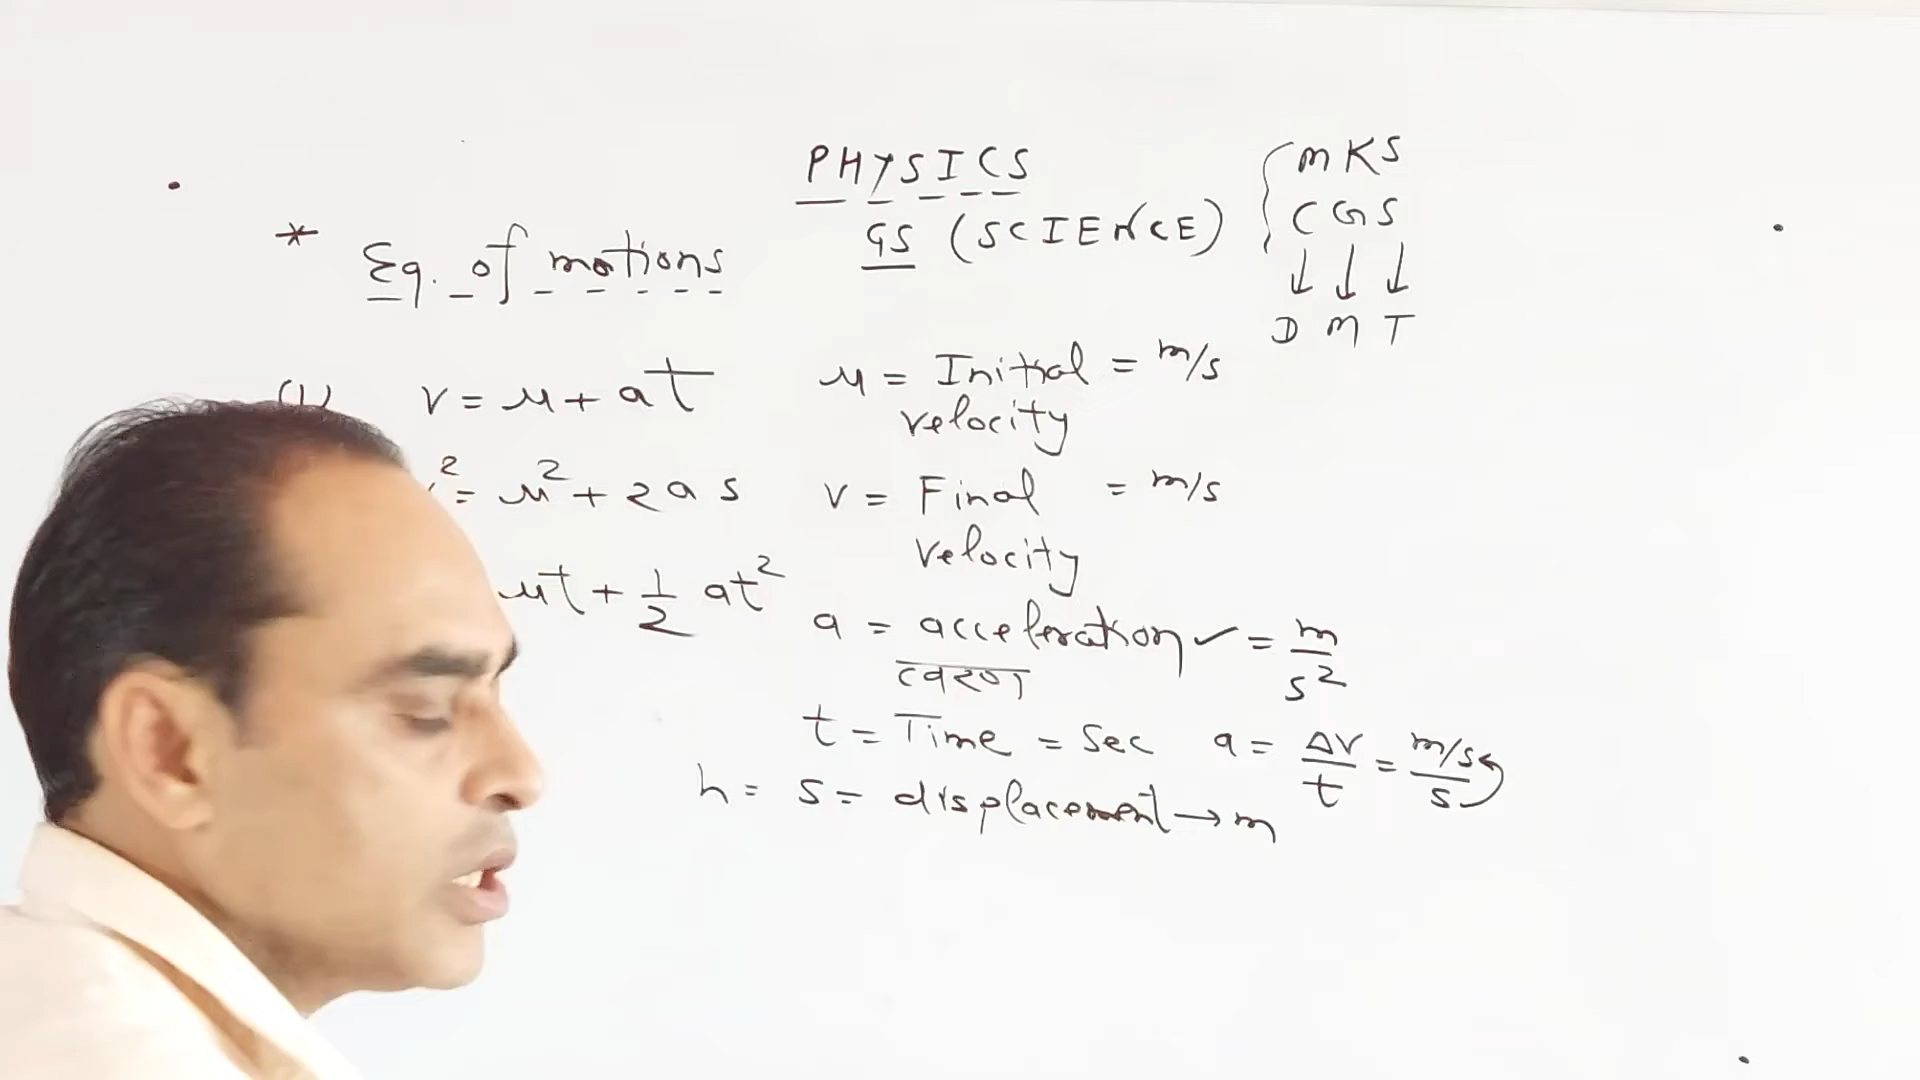 PHYSICS
GS (SCIENCE)
MKS
CGS
↓ ↓ ↓
D M T
* Eq. of motions
(1) v = u + at
² = u² + 2as
ut + 1/2 at²
u = Initial velocity = m/s
v = Final velocity = m/s
a = acceleration ✓ = m/s²
त्वरण
t = Time = Sec
a = Δv/t = m/s/s
h = s = displacement → m